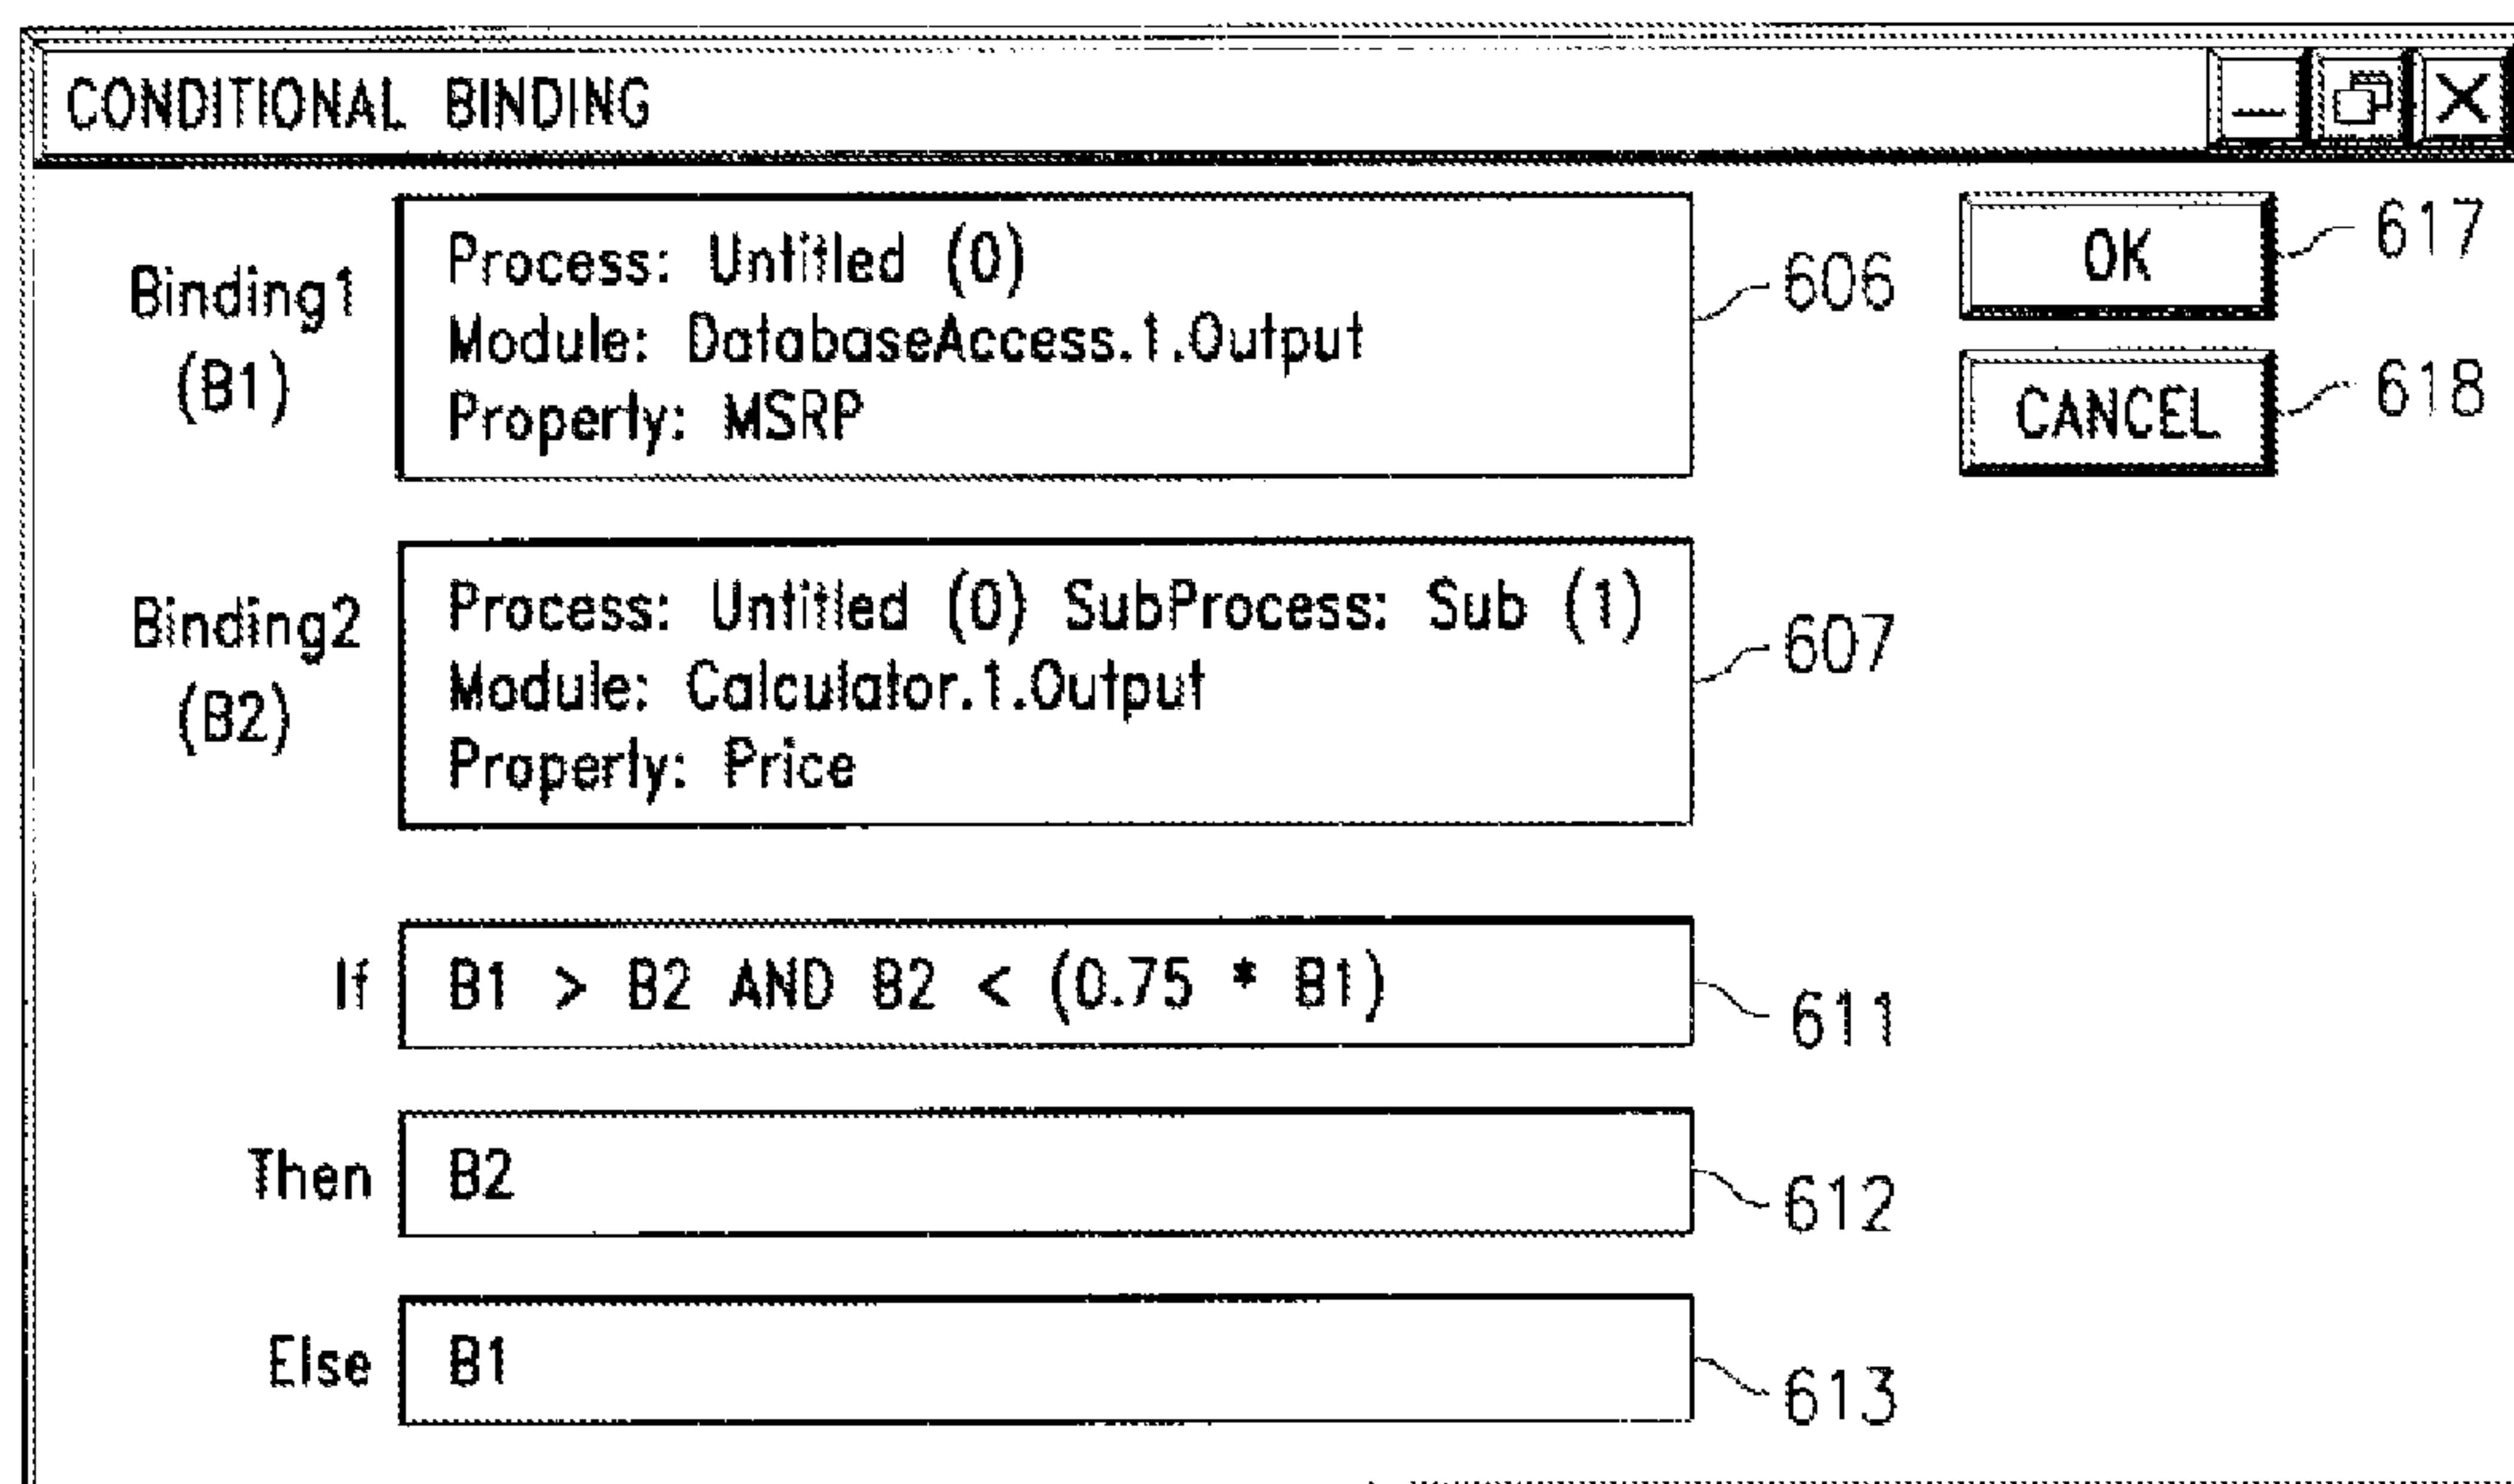 CONDITIONAL BINDING
Binding1
(B1)
Process: Untitled (0)
Module: DatabaseAccess.1.Output
Property: MSRP
606
OK
617
CANCEL
618
Binding2
(B2)
Process: Untitled (0) SubProcess: Sub (1)
Module: Calculator.1.Output
Property: Price
607
If
B1 > B2 AND B2 < (0.75 * B1)
611
Then
B2
612
Else
B1
613